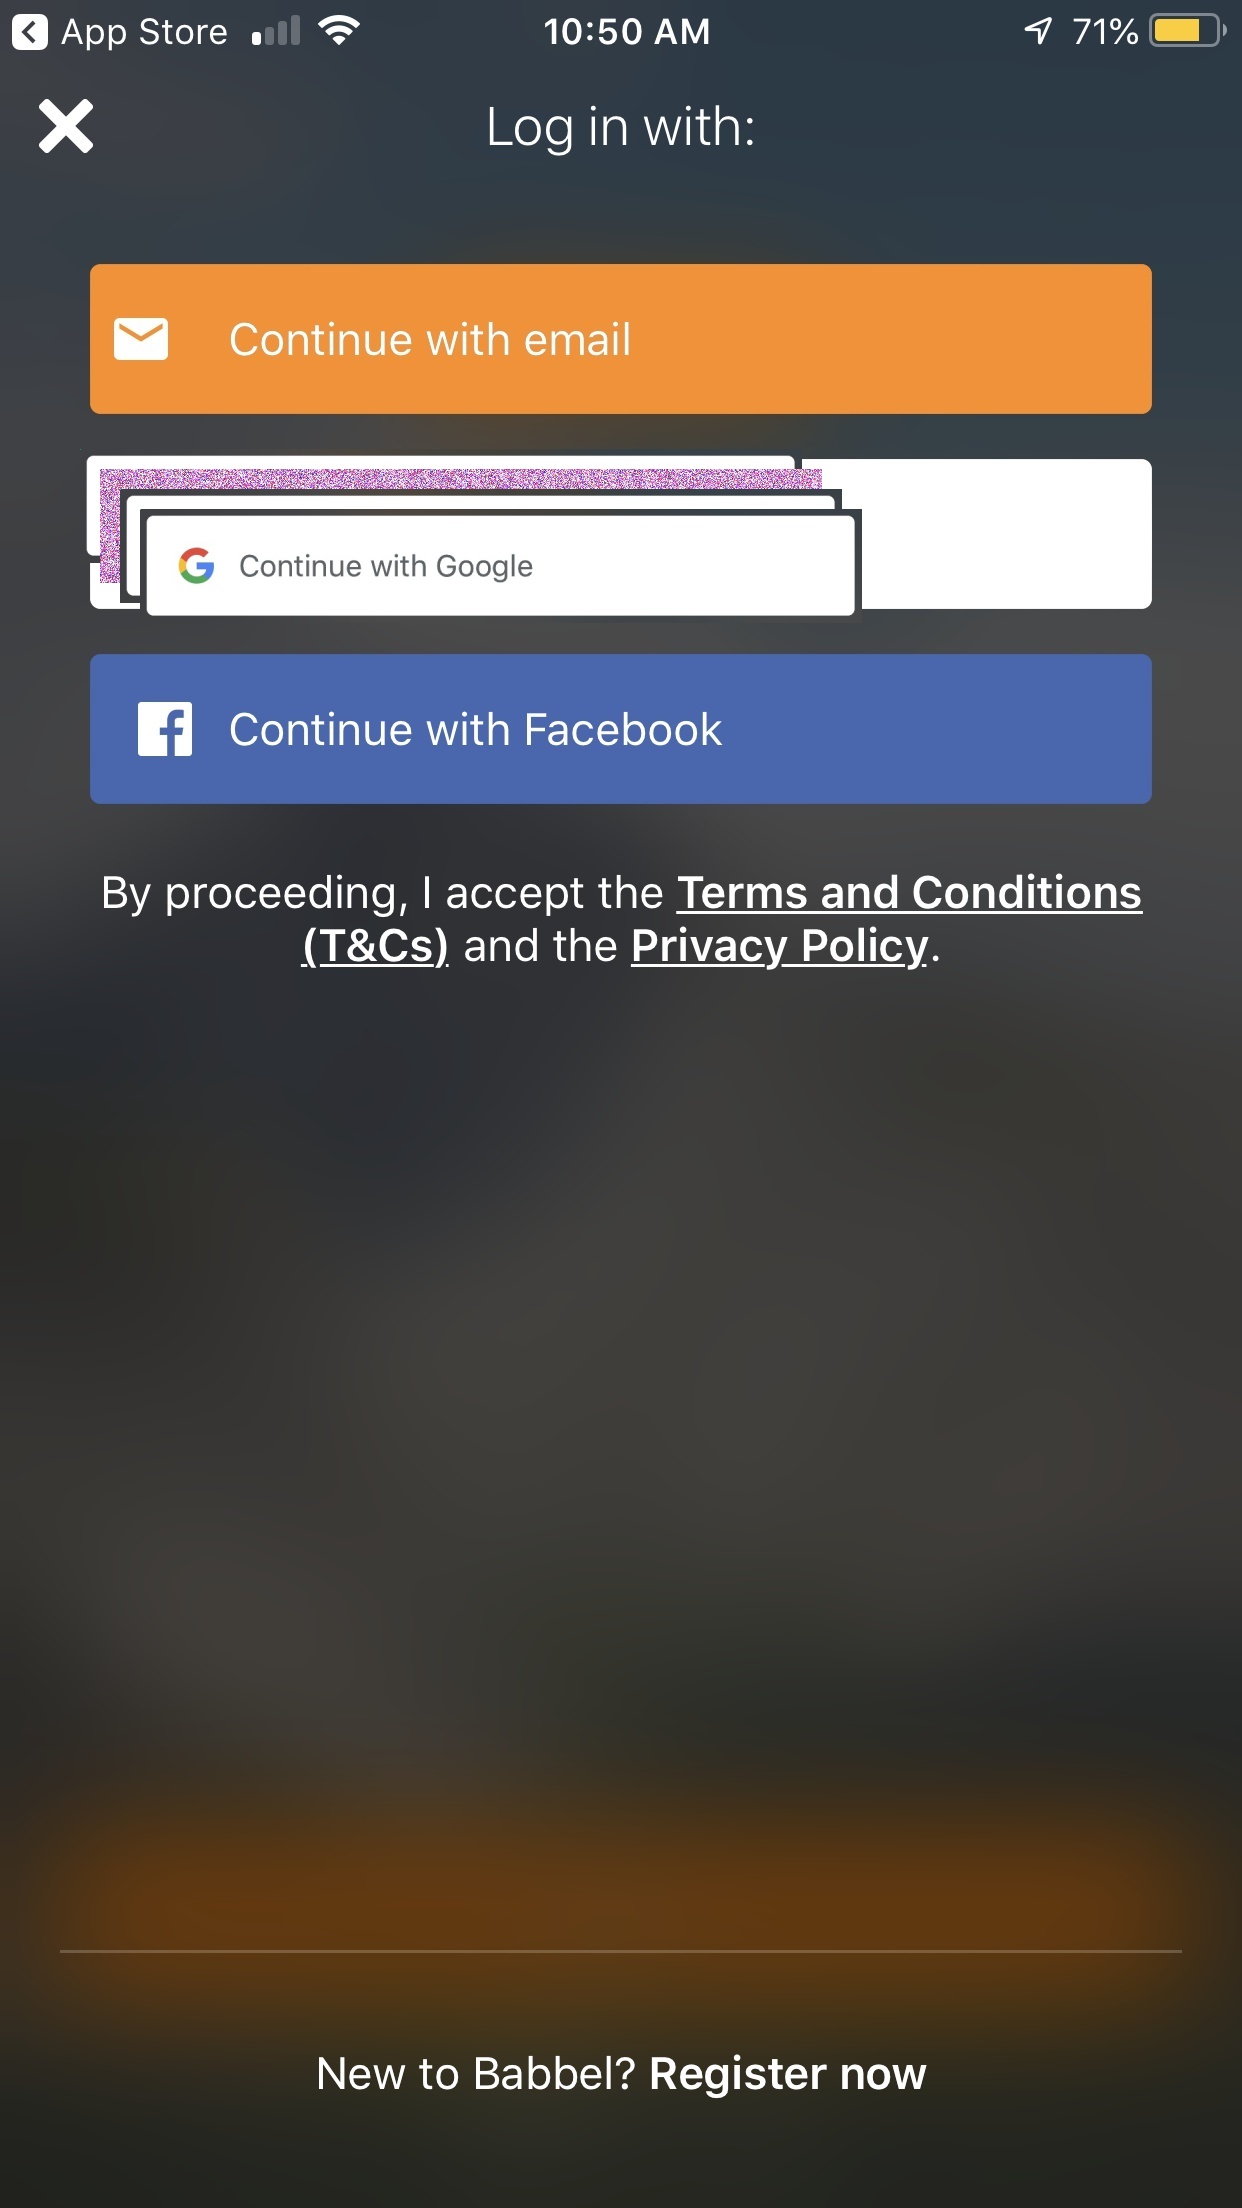 App Store
10:50 AM
71%
Log in with:
Continue with email
Continue with Google
Continue with Facebook
By proceeding, I accept the Terms and Conditions
(T&Cs) and the Privacy Policy.
New to Babbel? Register now